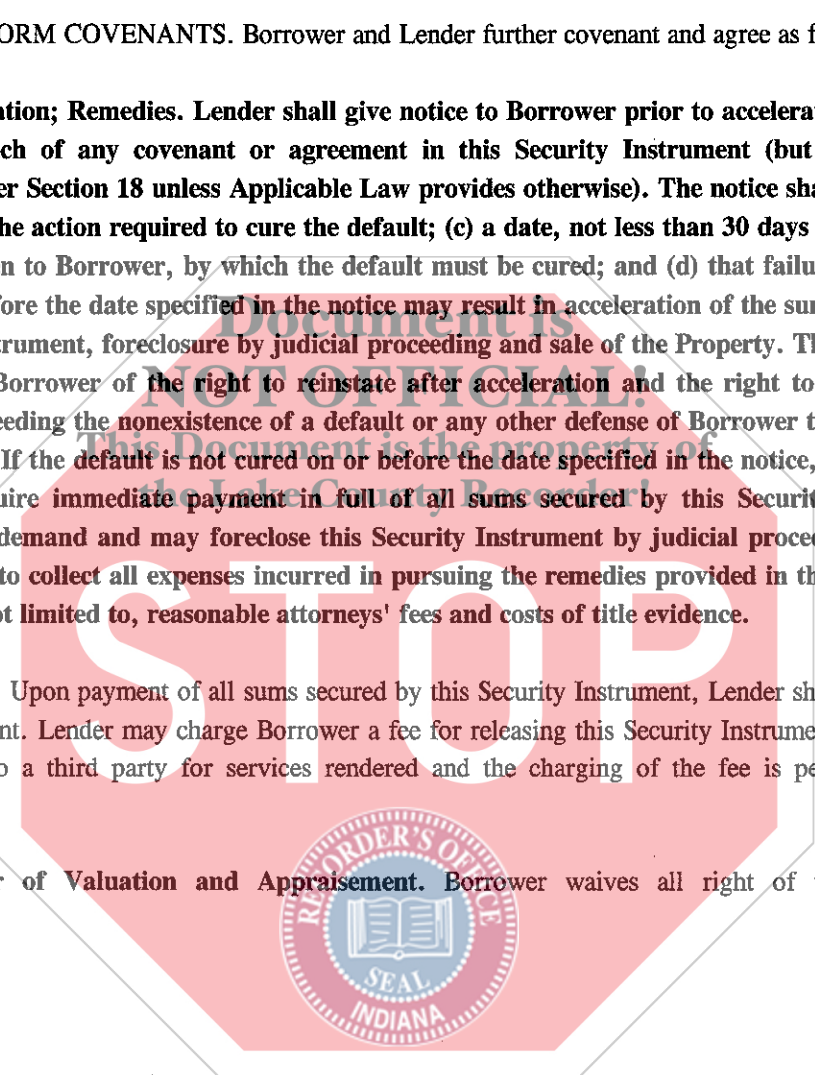 ORM COVENANTS. Borrower and Lender further covenant and agree as f
ation; Remedies. Lender shall give notice to Borrower prior to accelera
ch of any covenant or agreement in this Security Instrument (but
er Section 18 unless Applicable Law provides otherwise). The notice sha
he action required to cure the default; (c) a date, not less than 30 days
n to Borrower, by which the default must be cured; and (d) that failu
fore the date specified in the notice may result in acceleration of the sur
Document is
trument, foreclosure by judicial proceeding and sale of the Property. Th
NOT OFFICIAL!
Borrower of the right to reinstate after acceleration and the right to
eeding the nonexistence of a default or any other defense of Borrower t
This Document is the property of
If the default is not cured on or before the date specified in the notice,
the Lake County Recorder!
uire immediate payment in full of all sums secured by this Securit
demand and may foreclose this Security Instrument by judicial procee
to collect all expenses incurred in pursuing the remedies provided in th
ot limited to, reasonable attorneys' fees and costs of title evidence.
STOP
Upon payment of all sums secured by this Security Instrument, Lender sh
nt. Lender may charge Borrower a fee for releasing this Security Instrume
o a third party for services rendered and the charging of the fee is pe
r of Valuation and Appraisement. Borrower waives all right of
RECORDER'S OFFICE
SEAL
INDIANA